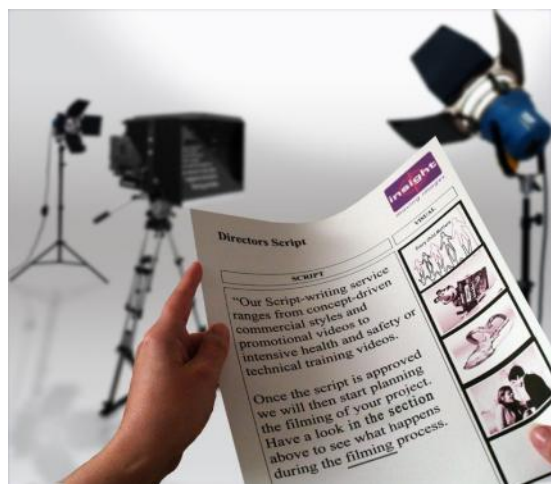 insight
Directors Script
SCRIPT
VISUAL
"Our Script-writing service
ranges from concept-driven
commercial styles and
promotional videos to
intensive health and safety or
technical training videos.
Once the script is approved
we will then start planning
the filming of your project.
Have a look in the section
above to see what happens
during the filming process.